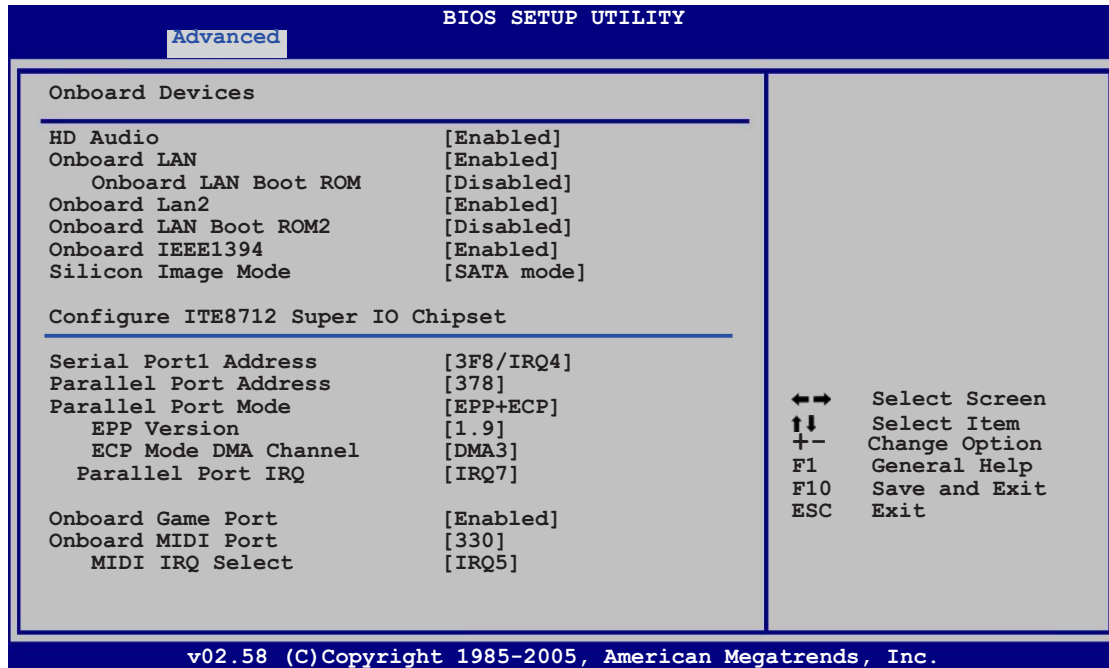 BIOS SETUP UTILITY
Advanced
Onboard Devices
HD Audio [Enabled]
Onboard LAN [Enabled]
Onboard LAN Boot ROM [Disabled]
Onboard Lan2 [Enabled]
Onboard LAN Boot ROM2 [Disabled]
Onboard IEEE1394 [Enabled]
Silicon Image Mode [SATA mode]
Configure ITE8712 Super IO Chipset
Serial Port1 Address [3F8/IRQ4]
Parallel Port Address [378]
Parallel Port Mode [EPP+ECP]
EPP Version [1.9]
ECP Mode DMA Channel [DMA3]
Parallel Port IRQ [IRQ7]
Onboard Game Port [Enabled]
Onboard MIDI Port [330]
MIDI IRQ Select [IRQ5]
←→ Select Screen
↑↓ Select Item
+- Change Option
F1 General Help
F10 Save and Exit
ESC Exit
v02.58 (C)Copyright 1985-2005, American Megatrends, Inc.